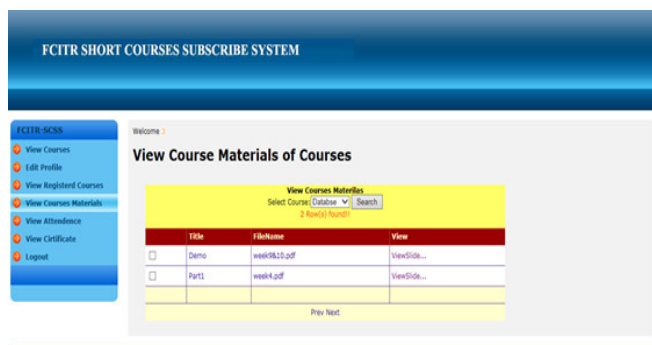 FCITR SHORT COURSES SUBSCRIBE SYSTEM
FCITR-SCSS
View Courses
Edit Profile
View Registerd Courses
View Courses Materials
View Attendence
View Cirtificate
Logout
Welcome
View Course Materials of Courses
View Courses Materilas
Select Course: Databse Search
2 Row(s) found!!
Title FileName View
Demo week9&10.pdf ViewSlide...
Part1 week4.pdf ViewSlide...
Prev Next